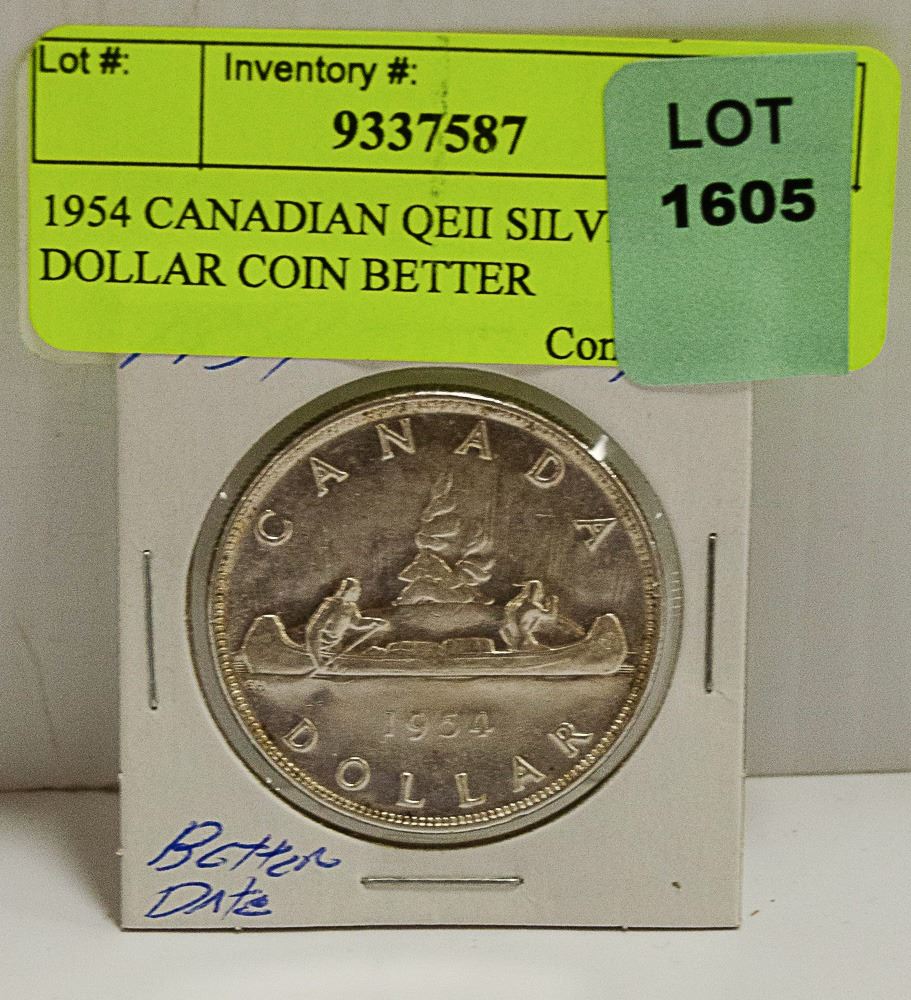 Lot #:
Inventory #:
9337587
LOT
1605
1954 CANADIAN QEII SILV
DOLLAR COIN BETTER
Con
CANADA
1954
DOLLAR
Better
Date